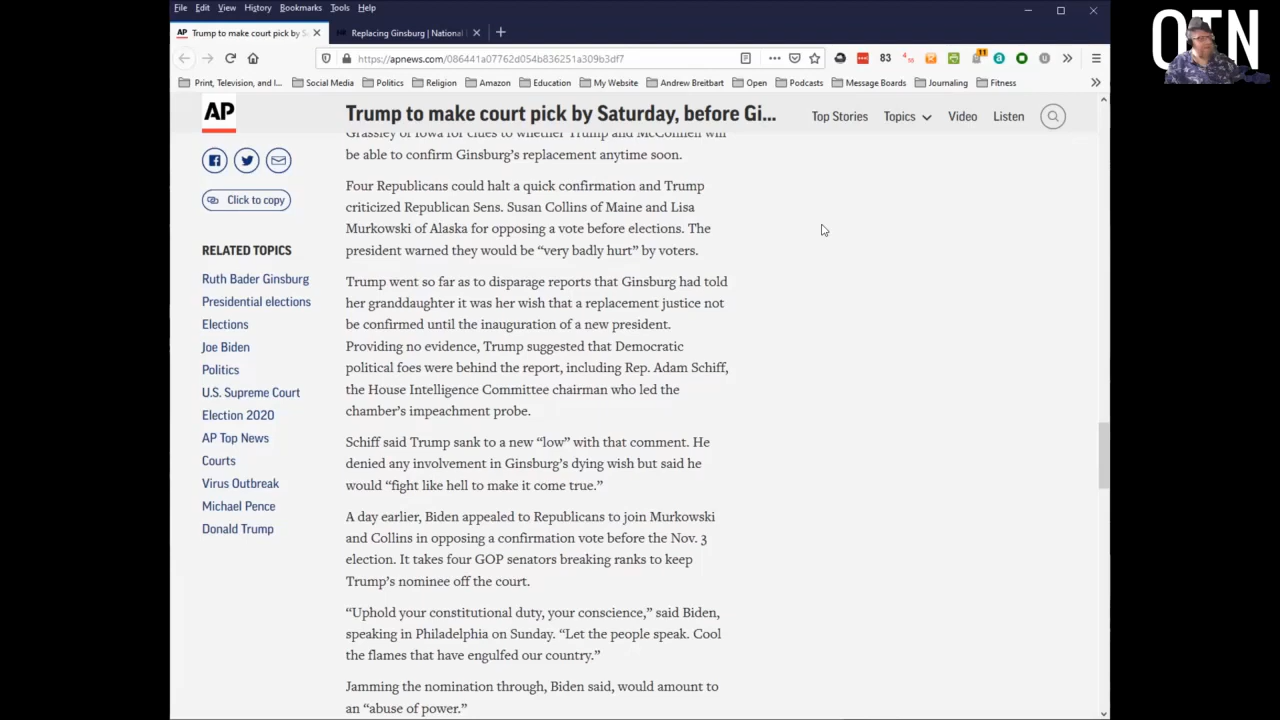 File Edit View History Bookmarks Tools Help
AP Trump to make court pick by S
Replacing Ginsburg | National
https://apnews.com/086441a07762d054b836251a309b3df7
11
83
Print, Television, and I... Social Media Politics Religion Amazon Education My Website Andrew Breitbart Open Podcasts Message Boards Journaling Fitness
OTN
AP
Trump to make court pick by Saturday, before Gi...
Top Stories Topics Video Listen
Click to copy
RELATED TOPICS
Ruth Bader Ginsburg
Presidential elections
Elections
Joe Biden
Politics
U.S. Supreme Court
Election 2020
AP Top News
Courts
Virus Outbreak
Michael Pence
Donald Trump
Grassley of Iowa for clues to whether Trump and McConnell will
be able to confirm Ginsburg’s replacement anytime soon.
Four Republicans could halt a quick confirmation and Trump
criticized Republican Sens. Susan Collins of Maine and Lisa
Murkowski of Alaska for opposing a vote before elections. The
president warned they would be “very badly hurt” by voters.
Trump went so far as to disparage reports that Ginsburg had told
her granddaughter it was her wish that a replacement justice not
be confirmed until the inauguration of a new president.
Providing no evidence, Trump suggested that Democratic
political foes were behind the report, including Rep. Adam Schiff,
the House Intelligence Committee chairman who led the
chamber’s impeachment probe.
Schiff said Trump sank to a new “low” with that comment. He
denied any involvement in Ginsburg’s dying wish but said he
would “fight like hell to make it come true.”
A day earlier, Biden appealed to Republicans to join Murkowski
and Collins in opposing a confirmation vote before the Nov. 3
election. It takes four GOP senators breaking ranks to keep
Trump’s nominee off the court.
“Uphold your constitutional duty, your conscience,” said Biden,
speaking in Philadelphia on Sunday. “Let the people speak. Cool
the flames that have engulfed our country.”
Jamming the nomination through, Biden said, would amount to
an “abuse of power.”